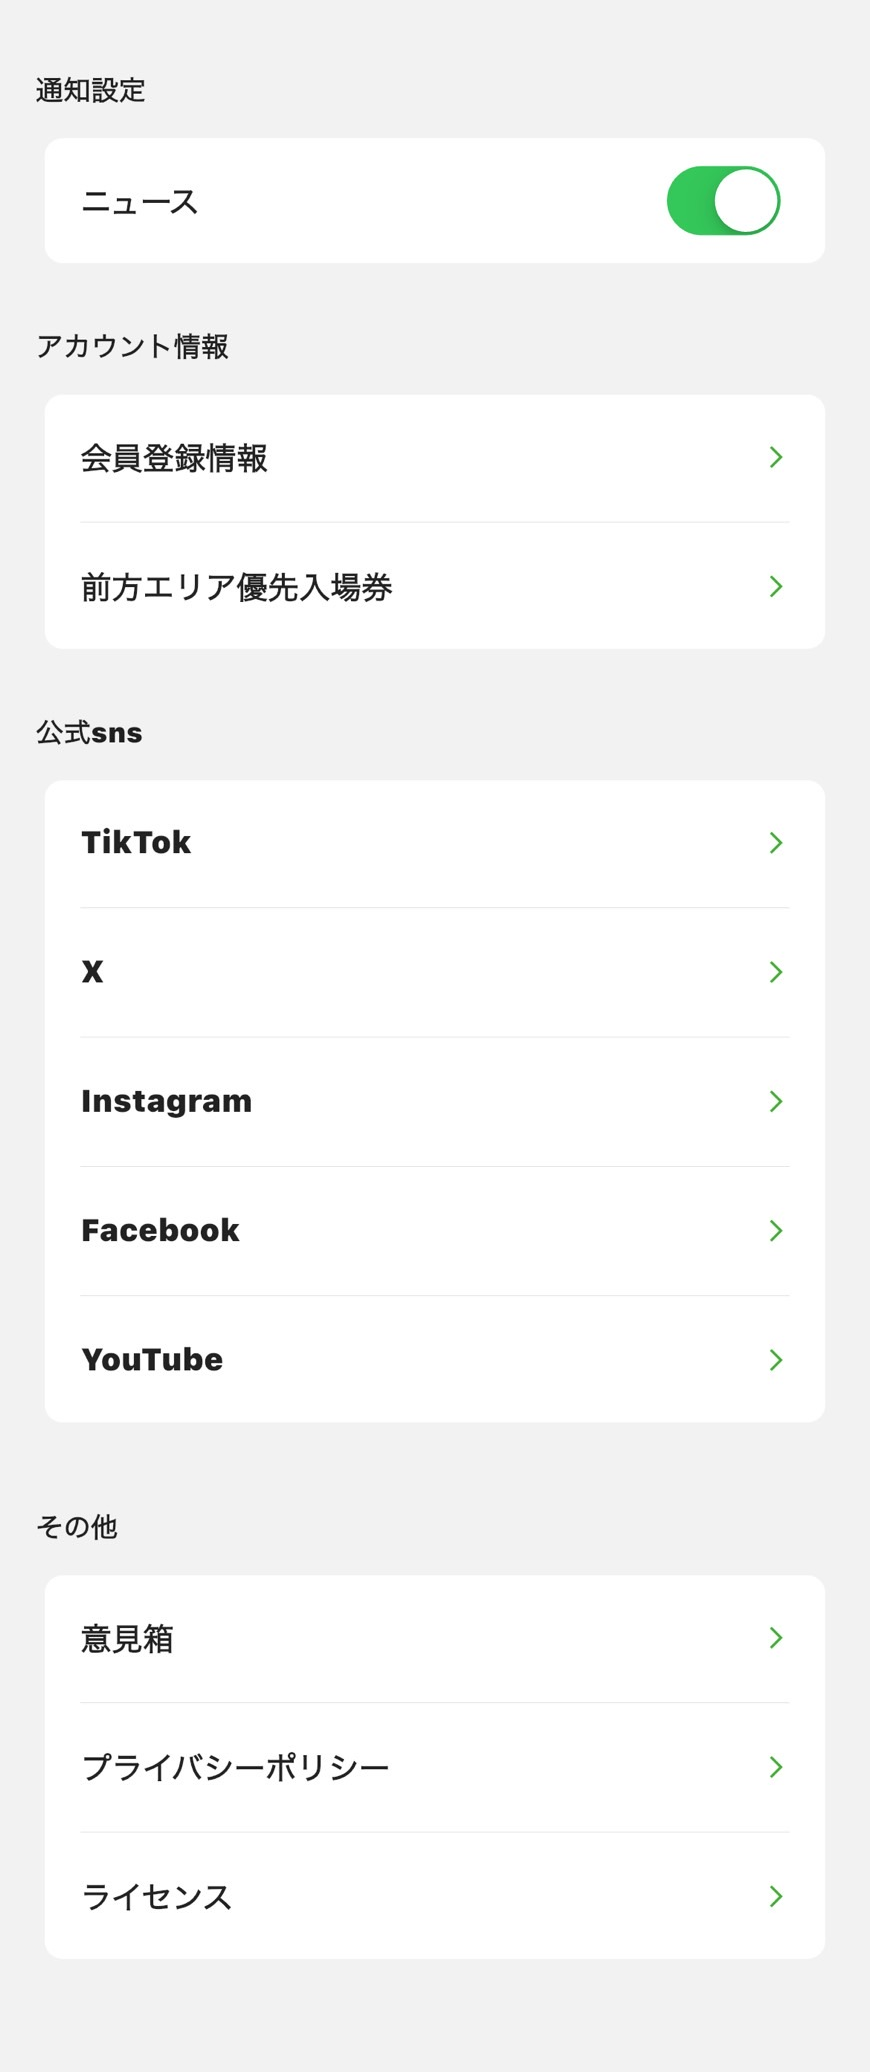 通知設定
ニュース
アカウント情報
会員登録情報
前方エリア優先入場券
公式sns
TikTok
X
Instagram
Facebook
YouTube
その他
意見箱
プライバシーポリシー
ライセンス